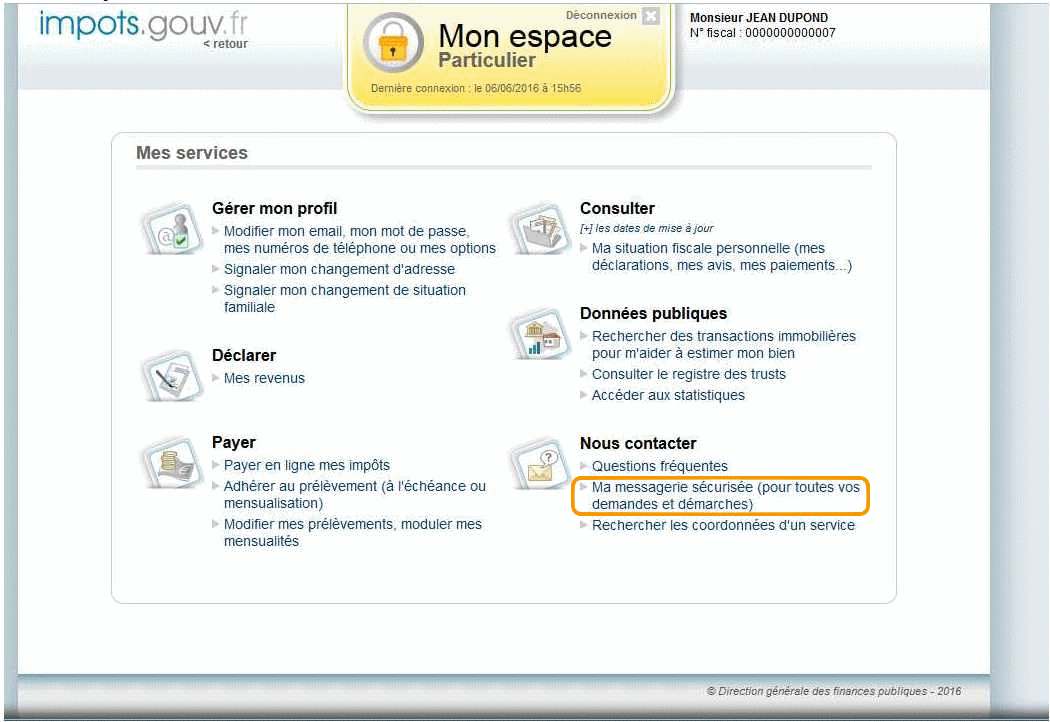 impots.gouv.fr
< retour
Déconnexion
Mon espace
Particulier
Dernière connexion : le 06/06/2016 à 15h56
Monsieur JEAN DUPOND
N° fiscal : 0000000000007
Mes services
Gérer mon profil
Modifier mon email, mon mot de passe,
mes numéros de téléphone ou mes options
Signaler mon changement d'adresse
Signaler mon changement de situation
familiale
Déclarer
Mes revenus
Payer
Payer en ligne mes impôts
Adhérer au prélèvement (à l'échéance ou
mensualisation)
Modifier mes prélèvements, moduler mes
mensualités
Consulter
[+] les dates de mise à jour
Ma situation fiscale personnelle (mes
déclarations, mes avis, mes paiements...)
Données publiques
Rechercher des transactions immobilières
pour m'aider à estimer mon bien
Consulter le registre des trusts
Accéder aux statistiques
Nous contacter
Questions fréquentes
Ma messagerie sécurisée (pour toutes vos
demandes et démarches)
Rechercher les coordonnées d'un service
© Direction générale des finances publiques - 2016